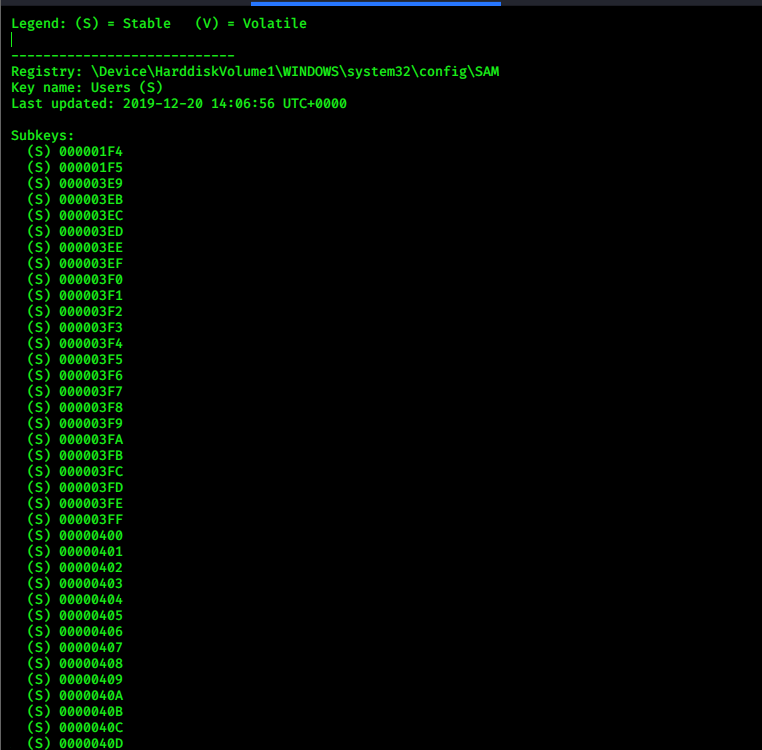 Legend: (S) = Stable   (V) = Volatile
----------------------------
Registry: \Device\HarddiskVolume1\WINDOWS\system32\config\SAM
Key name: Users (S)
Last updated: 2019-12-20 14:06:56 UTC+0000
Subkeys:
  (S) 000001F4
  (S) 000001F5
  (S) 000003E9
  (S) 000003EB
  (S) 000003EC
  (S) 000003ED
  (S) 000003EE
  (S) 000003EF
  (S) 000003F0
  (S) 000003F1
  (S) 000003F2
  (S) 000003F3
  (S) 000003F4
  (S) 000003F5
  (S) 000003F6
  (S) 000003F7
  (S) 000003F8
  (S) 000003F9
  (S) 000003FA
  (S) 000003FB
  (S) 000003FC
  (S) 000003FD
  (S) 000003FE
  (S) 000003FF
  (S) 00000400
  (S) 00000401
  (S) 00000402
  (S) 00000403
  (S) 00000404
  (S) 00000405
  (S) 00000406
  (S) 00000407
  (S) 00000408
  (S) 00000409
  (S) 0000040A
  (S) 0000040B
  (S) 0000040C
  (S) 0000040D